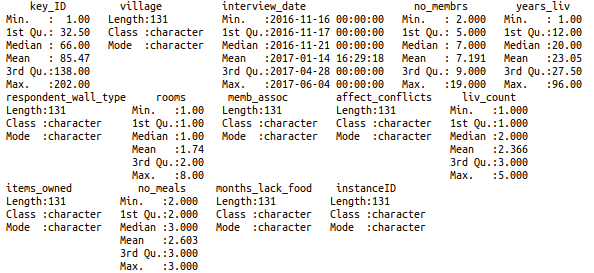 key_ID         village          interview_date                    no_membrs       years_liv
Min.   :  1.00   Length:131         Min.   :2016-11-16 00:00:00   Min.   : 2.000   Min.   : 1.00
1st Qu.: 32.50   Class :character   1st Qu.:2016-11-17 00:00:00   1st Qu.: 5.000   1st Qu.:12.00
Median : 66.00   Mode  :character   Median :2016-11-21 00:00:00   Median : 7.000   Median :20.00
Mean   : 85.47                      Mean   :2017-01-14 16:29:18   Mean   : 7.191   Mean   :23.05
3rd Qu.:138.00                      3rd Qu.:2017-04-28 00:00:00   3rd Qu.: 9.000   3rd Qu.:27.50
Max.   :202.00                      Max.   :2017-06-04 00:00:00   Max.   :19.000   Max.   :96.00
respondent_wall_type     rooms       memb_assoc        affect_conflicts     liv_count
Length:131           Min.   :1.00   Length:131         Length:131         Min.   :1.000
Class :character     1st Qu.:1.00   Class :character   Class :character   1st Qu.:1.000
Mode  :character     Median :1.00   Mode  :character   Mode  :character   Median :2.000
Mean   :1.74   Mean   :2.366
3rd Qu.:2.00   3rd Qu.:3.000
Max.   :8.00   Max.   :5.000
items_owned           no_meals     months_lack_food    instanceID
Length:131         Min.   :2.000   Length:131         Length:131
Class :character   1st Qu.:2.000   Class :character   Class :character
Mode  :character   Median :3.000   Mode  :character   Mode  :character
Mean   :2.603
3rd Qu.:3.000
Max.   :3.000